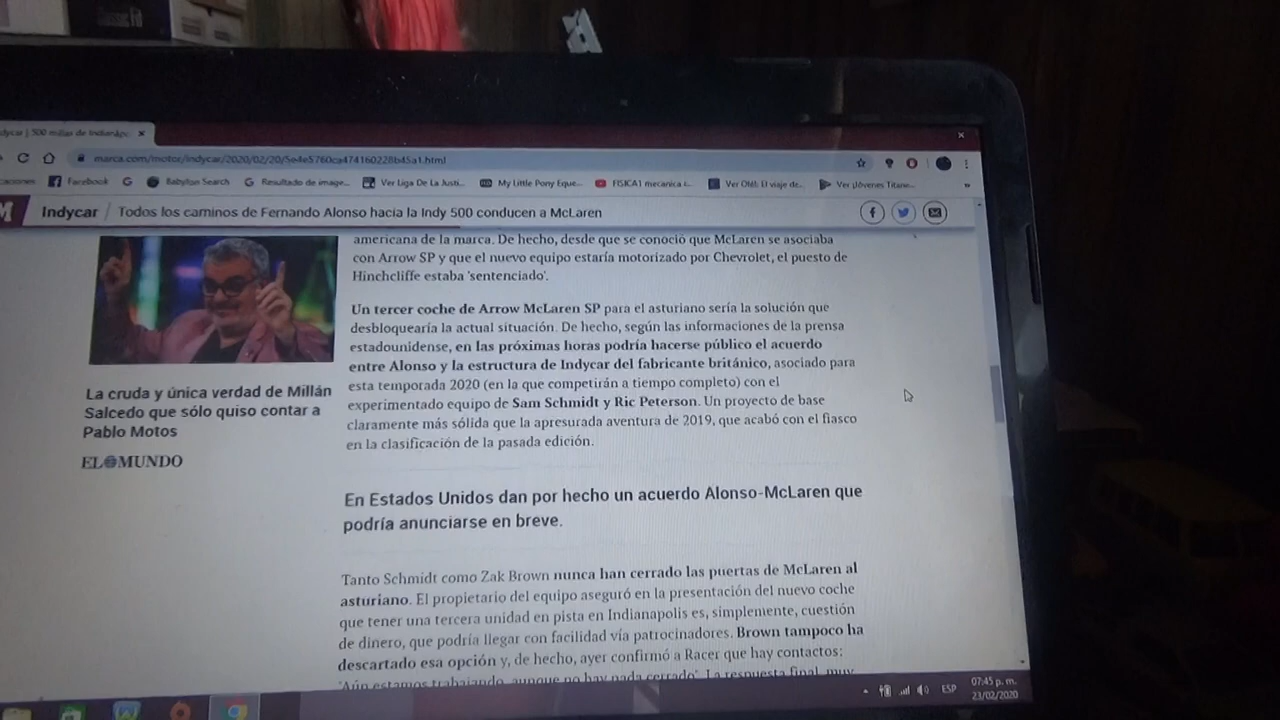 Classic Fit
ndycar | 500 millas de Indianápo
marca.com/motor/indycar/2020/02/20/5e4e5760ca474160228b45a1.html
Facebook
Babylon Search
Resultado de image...
Ver Liga De La Justi...
My Little Pony Eque...
FISICA1 mecanica I...
Ver Olé!: El viaje de...
Ver Jóvenes Titane...
M Indycar / Todos los caminos de Fernando Alonso hacia la Indy 500 conducen a McLaren
americana de la marca. De hecho, desde que se conoció que McLaren se asociaba
con Arrow SP y que el nuevo equipo estaría motorizado por Chevrolet, el puesto de
Hinchcliffe estaba 'sentenciado'.
Un tercer coche de Arrow McLaren SP para el asturiano sería la solución que
desbloquearía la actual situación. De hecho, según las informaciones de la prensa
estadounidense, en las próximas horas podría hacerse público el acuerdo
entre Alonso y la estructura de Indycar del fabricante británico, asociado para
esta temporada 2020 (en la que competirán a tiempo completo) con el
experimentado equipo de Sam Schmidt y Ric Peterson. Un proyecto de base
claramente más sólida que la apresurada aventura de 2019, que acabó con el fiasco
en la clasificación de la pasada edición.
La cruda y única verdad de Millán
Salcedo que sólo quiso contar a
Pablo Motos
EL MUNDO
En Estados Unidos dan por hecho un acuerdo Alonso-McLaren que
podría anunciarse en breve.
Tanto Schmidt como Zak Brown nunca han cerrado las puertas de McLaren al
asturiano. El propietario del equipo aseguró en la presentación del nuevo coche
que tener una tercera unidad en pista en Indianapolis es, simplemente, cuestión
de dinero, que podría llegar con facilidad vía patrocinadores. Brown tampoco ha
descartado esa opción y, de hecho, ayer confirmó a Racer que hay contactos:
'Aún estamos trabajando, aunque no hay nada cerrado'. La respuesta final, muy
ESP
07:45 p. m.
23/02/2020